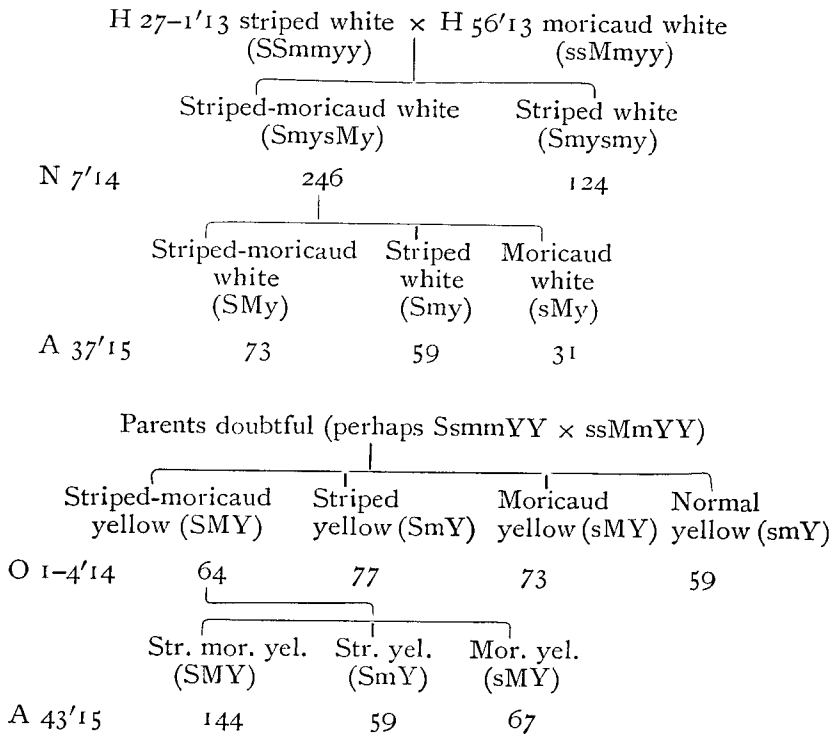 H 27–1'13 striped white × H 56'13 moricaud white
(SSmmyy) (ssMmyy)
Striped-moricaud white Striped white
(SmysMy) (Smysmy)
N 7'14 246 124
Striped-moricaud Striped Moricaud
white white white
(SMy) (Smy) (sMy)
A 37'15 73 59 31
Parents doubtful (perhaps SsmmYY × ssMmYY)
Striped-moricaud Striped Moricaud Normal
yellow (SMY) yellow (SmY) yellow (sMY) yellow (smY)
O 1–4'14 64 77 73 59
Str. mor. yel. Str. yel. Mor. yel.
(SMY) (SmY) (sMY)
A 43'15 144 59 67